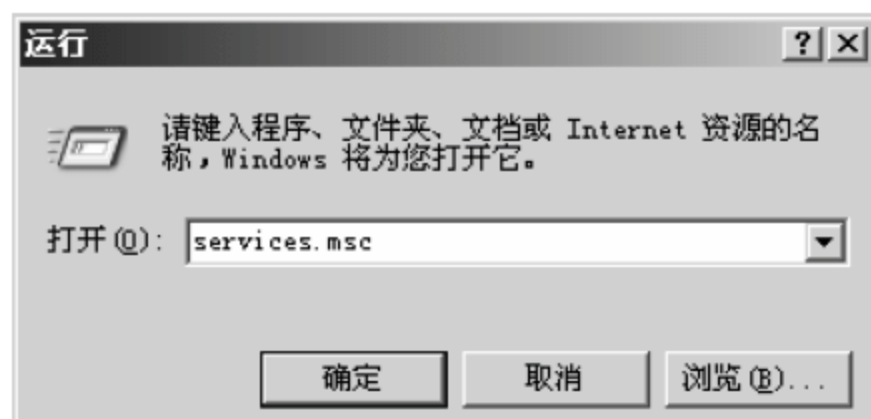 运行
请键入程序、文件夹、文档或 Internet 资源的名
称，Windows 将为您打开它。
打开(O): services.msc
确定 取消 浏览(B)...